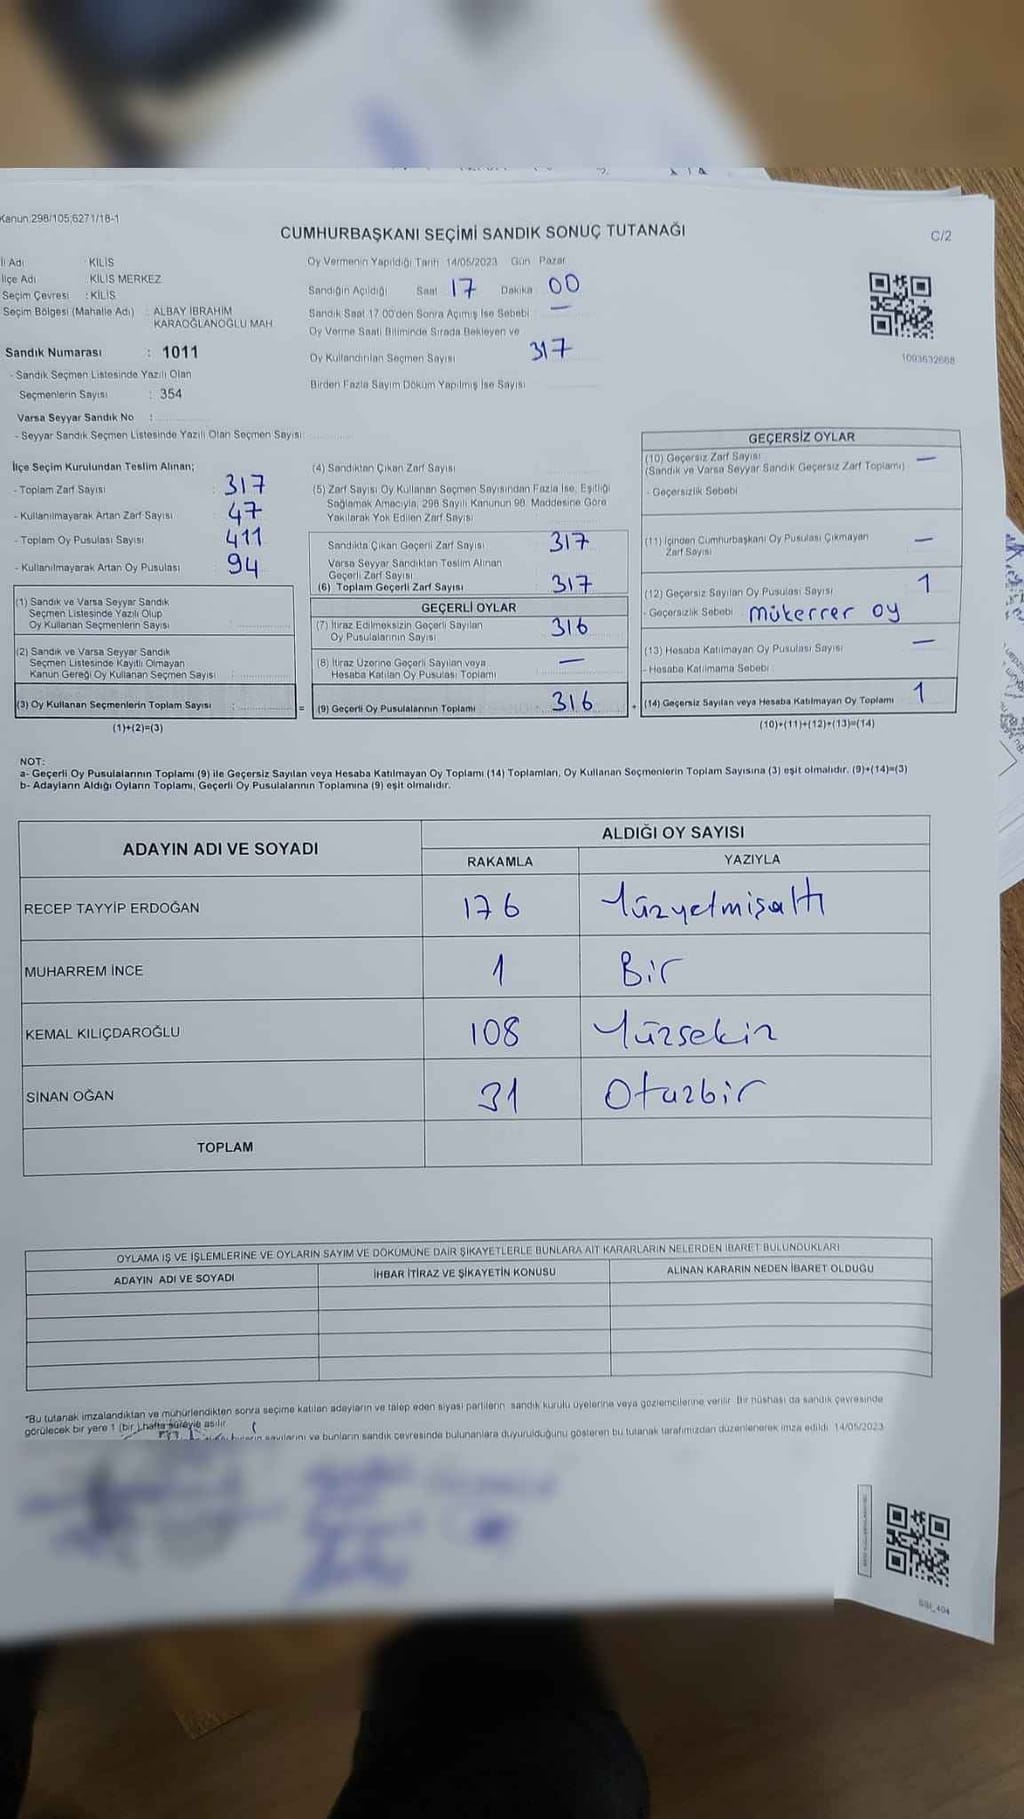 Kanun 298/105,6271/18-1
CUMHURBAŞKANI SEÇİMİ SANDIK SONUÇ TUTANAĞI
C/2
İl Adı : KİLİS
İlçe Adı : KİLİS MERKEZ
Seçim Çevresi : KİLİS
Seçim Bölgesi (Mahalle Adı) : ALBAY İBRAHİM KARAOĞLANOĞLU MAH.
Sandık Numarası : 1011
- Sandık Seçmen Listesinde Yazılı Olan
Seçmenlerin Sayısı : 354
Varsa Seyyar Sandık No :
- Seyyar Sandık Seçmen Listesinde Yazılı Olan Seçmen Sayısı:
Oy Vermenin Yapıldığı Tarih 14/05/2023 Gün Pazar
Sandığın Açıldığı Saat 17 Dakika 00
Sandık Saat 17 00'den Sonra Açımış İse Sebebi —
Oy Verme Saati Bitiminde Sırada Bekleyen ve
Oy Kullandırılan Seçmen Sayısı 317
Birden Fazla Sayım Döküm Yapılmış İse Sayısı
1093632668
İlçe Seçim Kurulundan Teslim Alınan;
- Toplam Zarf Sayısı : 317
- Kullanılmayarak Artan Zarf Sayısı : 47
- Toplam Oy Pusulası Sayısı : 411
- Kullanılmayarak Artan Oy Pusulası : 94
(1) Sandık ve Varsa Seyyar Sandık
Seçmen Listesinde Yazılı Olup
Oy Kullanan Seçmenlerin Sayısı :
(2) Sandık ve Varsa Seyyar Sandık
Seçmen Listesinde Kayıtlı Olmayan
Kanun Gereği Oy Kullanan Seçmen Sayısı :
(3) Oy Kullanan Seçmenlerin Toplam Sayısı : =
(1)+(2)=(3)
(4) Sandıktan Çıkan Zarf Sayısı
(5) Zarf Sayısı Oy Kullanan Seçmen Sayısından Fazla İse, Eşitliği
Sağlamak Amacıyla; 298 Sayılı Kanunun 98. Maddesine Göre
Yakılarak Yok Edilen Zarf Sayısı
Sandıkta Çıkan Geçerli Zarf Sayısı 317
Varsa Seyyar Sandıktan Teslim Alınan
Geçerli Zarf Sayısı
(6) Toplam Geçerli Zarf Sayısı 317
GEÇERLİ OYLAR
(7) İtiraz Edilmeksizin Geçerli Sayılan
Oy Pusulalarının Sayısı 316
(8) İtiraz Üzerine Geçerli Sayılan veya
Hesaba Katılan Oy Pusulası Toplamı —
(9) Geçerli Oy Pusulalarının Toplamı 316 +
GEÇERSİZ OYLAR
(10) Geçersiz Zarf Sayısı —
(Sandık ve Varsa Seyyar Sandık Geçersiz Zarf Toplamı)
- Geçersizlik Sebebi
(11) İçinden Cumhurbaşkanı Oy Pusulası Çıkmayan
Zarf Sayısı —
(12) Geçersiz Sayılan Oy Pusulası Sayısı 1
- Geçersizlik Sebebi mükerrer oy
(13) Hesaba Katılmayan Oy Pusulası Sayısı —
- Hesaba Katılmama Sebebi
(14) Geçersiz Sayılan veya Hesaba Katılmayan Oy Toplamı 1
(10)+(11)+(12)+(13)=(14)
NOT:
a- Geçerli Oy Pusulalarının Toplamı (9) ile Geçersiz Sayılan veya Hesaba Katılmayan Oy Toplamı (14) Toplamları, Oy Kullanan Seçmenlerin Toplam Sayısına (3) eşit olmalıdır. (9)+(14)=(3)
b- Adayların Aldığı Oyların Toplamı, Geçerli Oy Pusulalarının Toplamına (9) eşit olmalıdır.
ADAYIN ADI VE SOYADI
ALDIĞI OY SAYISI
RAKAMLA YAZIYLA
RECEP TAYYİP ERDOĞAN 176 Yüzyetmişaltı
MUHARREM İNCE 1 Bir
KEMAL KILIÇDAROĞLU 108 Yüzsekiz
SİNAN OĞAN 31 Otuzbir
TOPLAM
OYLAMA İŞ VE İŞLEMLERİNE VE OYLARIN SAYIM VE DÖKÜMÜNE DAİR ŞİKAYETLERLE BUNLARA AİT KARARLARIN NELERDEN İBARET BULUNDUKLARI
ADAYIN ADI VE SOYADI İHBAR İTİRAZ VE ŞİKAYETİN KONUSU ALINAN KARARIN NEDEN İBARET OLDUĞU
*Bu tutanak imzalandıktan ve mühürlendikten sonra seçime katılan adayların ve talep eden siyasi partilerin sandık kurulu üyelerine veya gözlemcilerine verilir. Bir nüshası da sandık çevresinde
görülecek bir yere 1 (bir) hafta süreyle asılır.
sayılarını ve bunların sandık çevresinde bulunanlara duyurulduğunu gösteren bu tutanak tarafımızdan düzenlenerek imza edildi. 14/05/2023